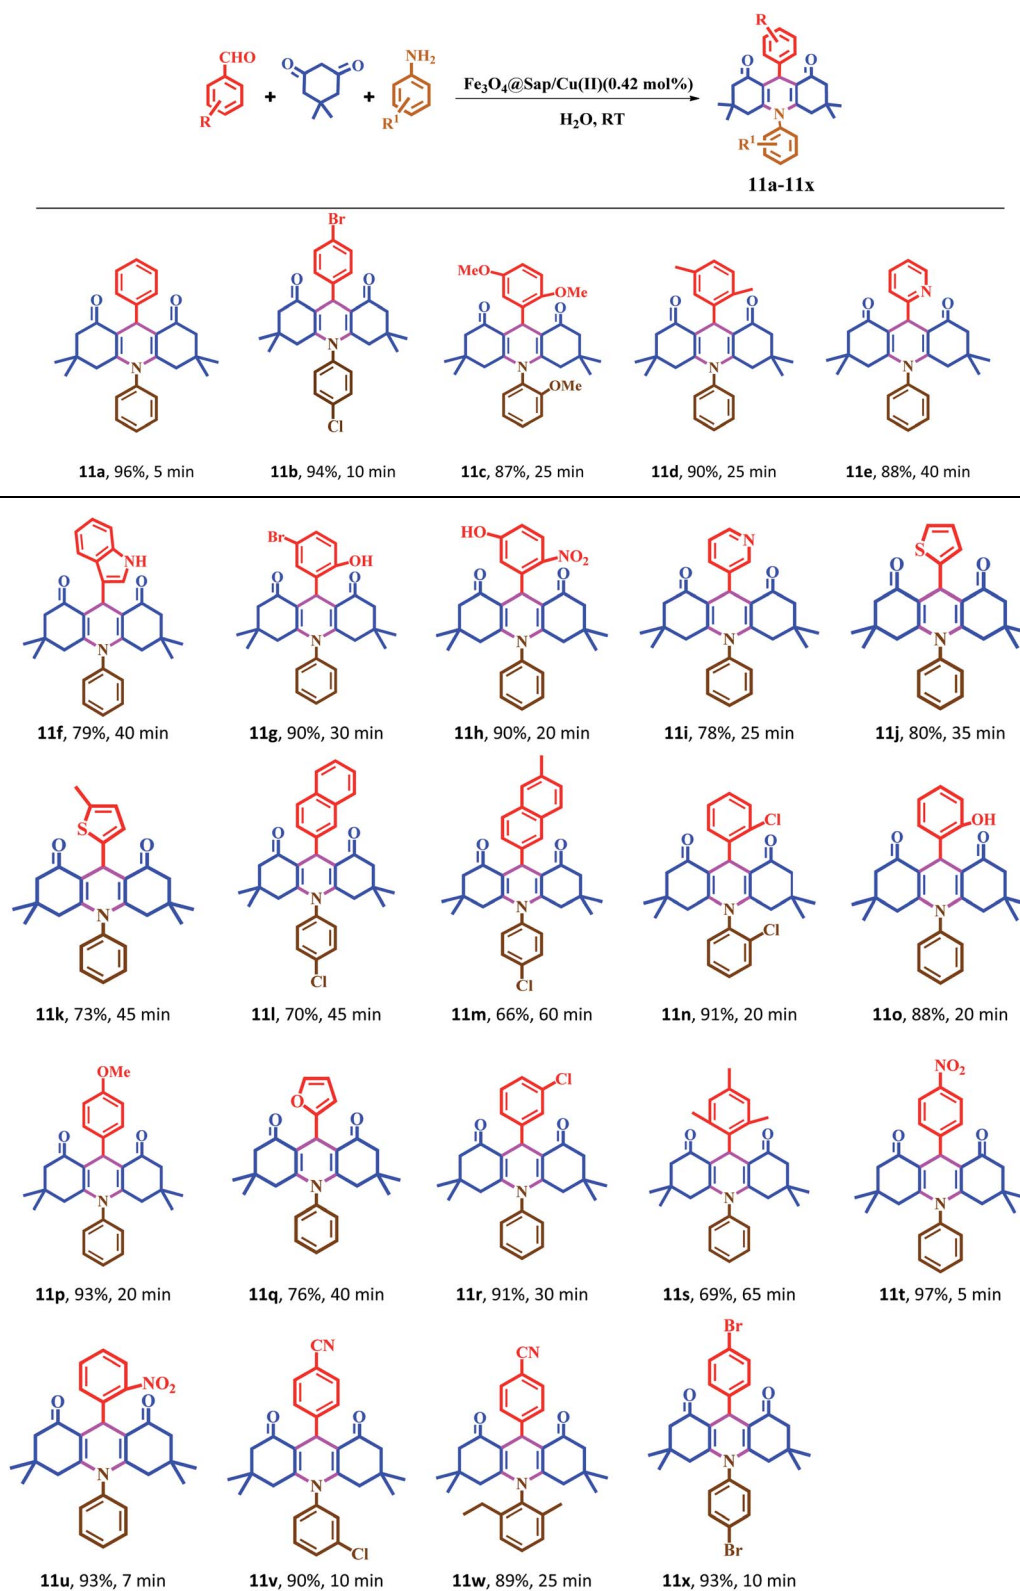 CHO
R
+
O O
+
NH₂
R¹
Fe₃O₄@Sap/Cu(II)(0.42 mol%)
H₂O, RT
R
O O
N
R¹
11a-11x
O O
N
Br
O O
N
Cl
MeO
OMe
O O
N
OMe
O O
N
N
O O
N
11a, 96%, 5 min
11b, 94%, 10 min
11c, 87%, 25 min
11d, 90%, 25 min
11e, 88%, 40 min
NH
O O
N
Br
OH
O O
N
HO
NO₂
O O
N
N
O O
N
S
O O
N
11f, 79%, 40 min
11g, 90%, 30 min
11h, 90%, 20 min
11i, 78%, 25 min
11j, 80%, 35 min
S
O O
N
O O
N
Cl
O O
N
Cl
Cl
O O
N
Cl
OH
O O
N
11k, 73%, 45 min
11l, 70%, 45 min
11m, 66%, 60 min
11n, 91%, 20 min
11o, 88%, 20 min
OMe
O O
N
O
O O
N
Cl
O O
N
O O
N
NO₂
O O
N
11p, 93%, 20 min
11q, 76%, 40 min
11r, 91%, 30 min
11s, 69%, 65 min
11t, 97%, 5 min
NO₂
O O
N
CN
O O
N
Cl
CN
O O
N
Br
O O
N
Br
11u, 93%, 7 min
11v, 90%, 10 min
11w, 89%, 25 min
11x, 93%, 10 min